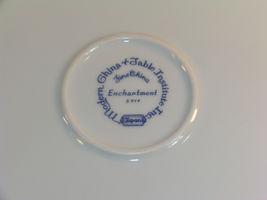 Modern China & Table Institute Inc.
Fine China
Enchantment
Japan